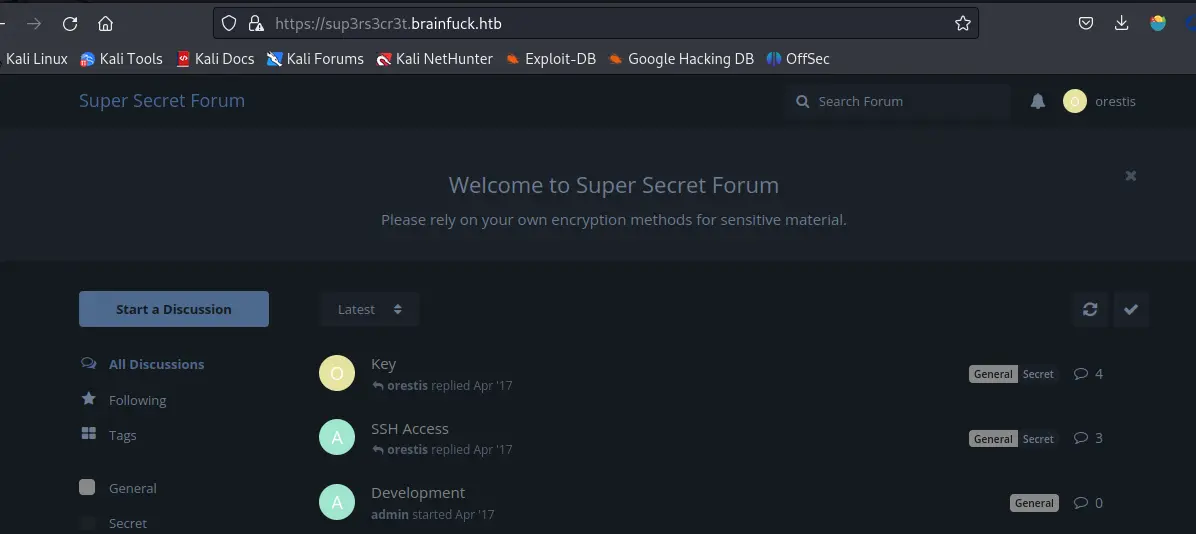 https://sup3rs3cr3t.brainfuck.htb
Kali Linux Kali Tools Kali Docs Kali Forums Kali NetHunter Exploit-DB Google Hacking DB OffSec
Super Secret Forum Search Forum O orestis
Welcome to Super Secret Forum
Please rely on your own encryption methods for sensitive material.
Start a Discussion Latest
All Discussions
O Key General Secret 4
orestis replied Apr '17
Following
Tags
A SSH Access General Secret 3
orestis replied Apr '17
General
Secret
A Development General 0
admin started Apr '17